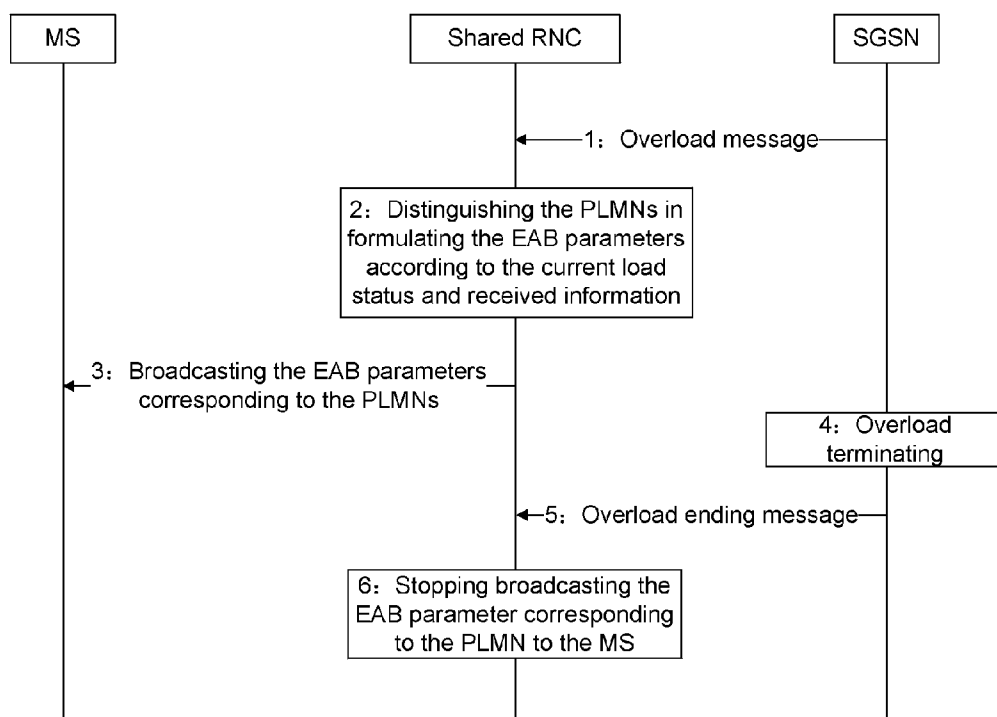 MS
Shared RNC
SGSN
1：Overload message
2：Distinguishing the PLMNs in
formulating the EAB parameters
according to the current load
status and received information
3：Broadcasting the EAB parameters
corresponding to the PLMNs
4：Overload
terminating
5：Overload ending message
6：Stopping broadcasting the
EAB parameter corresponding
to the PLMN to the MS